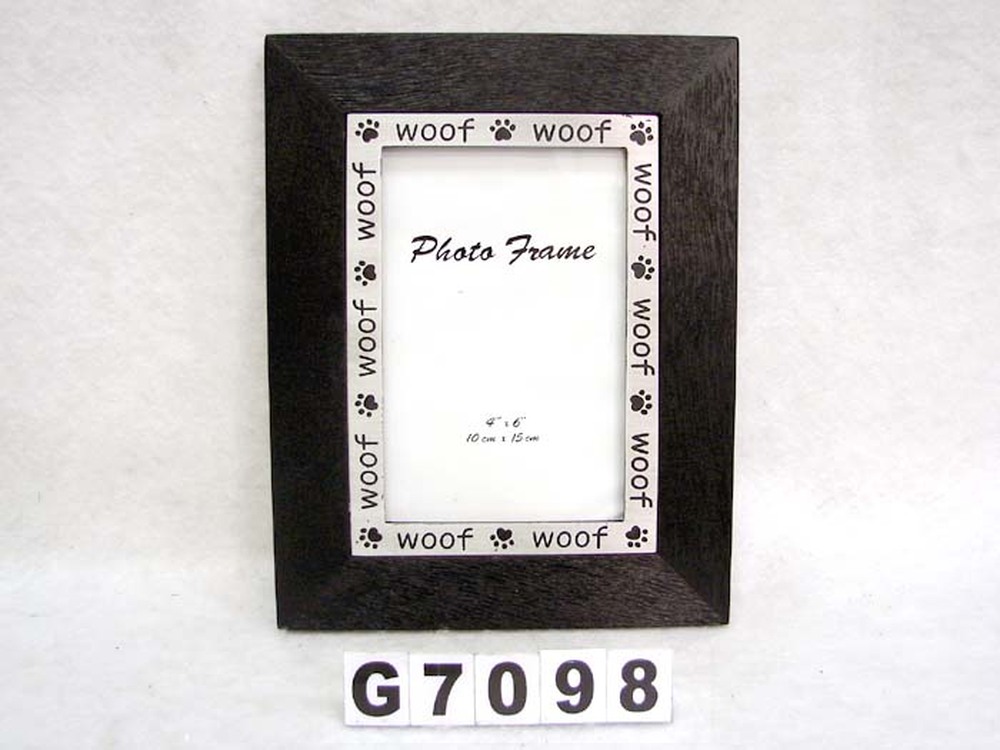 woof woof
woof
woof
woof
woof
woof
woof
Photo Frame
4" x 6"
10 cm x 15 cm
woof woof
G7098